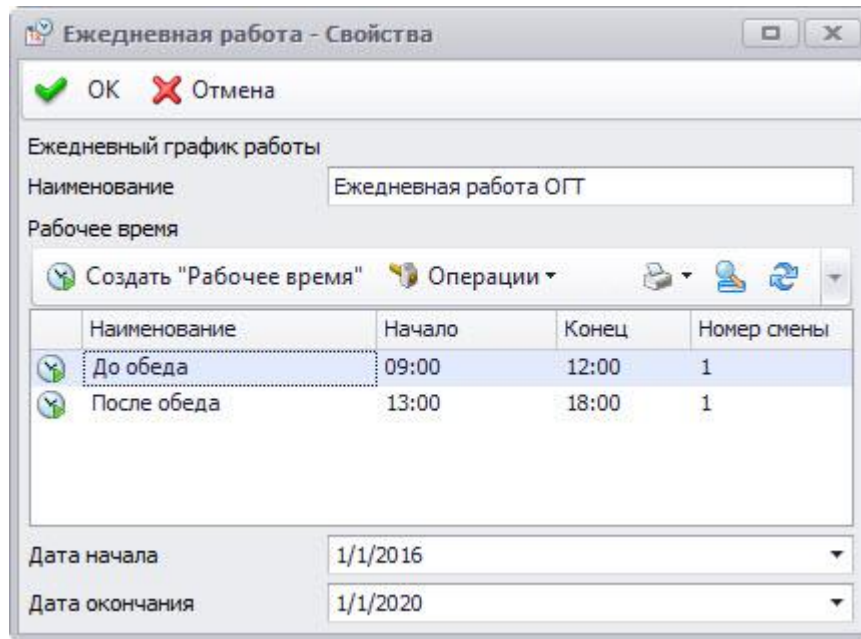 Ежедневная работа - Свойства
ОК Отмена
Ежедневный график работы
Наименование Ежедневная работа ОГТ
Рабочее время
Создать "Рабочее время" Операции
Наименование Начало Конец Номер смены
До обеда 09:00 12:00 1
После обеда 13:00 18:00 1
Дата начала 1/1/2016
Дата окончания 1/1/2020